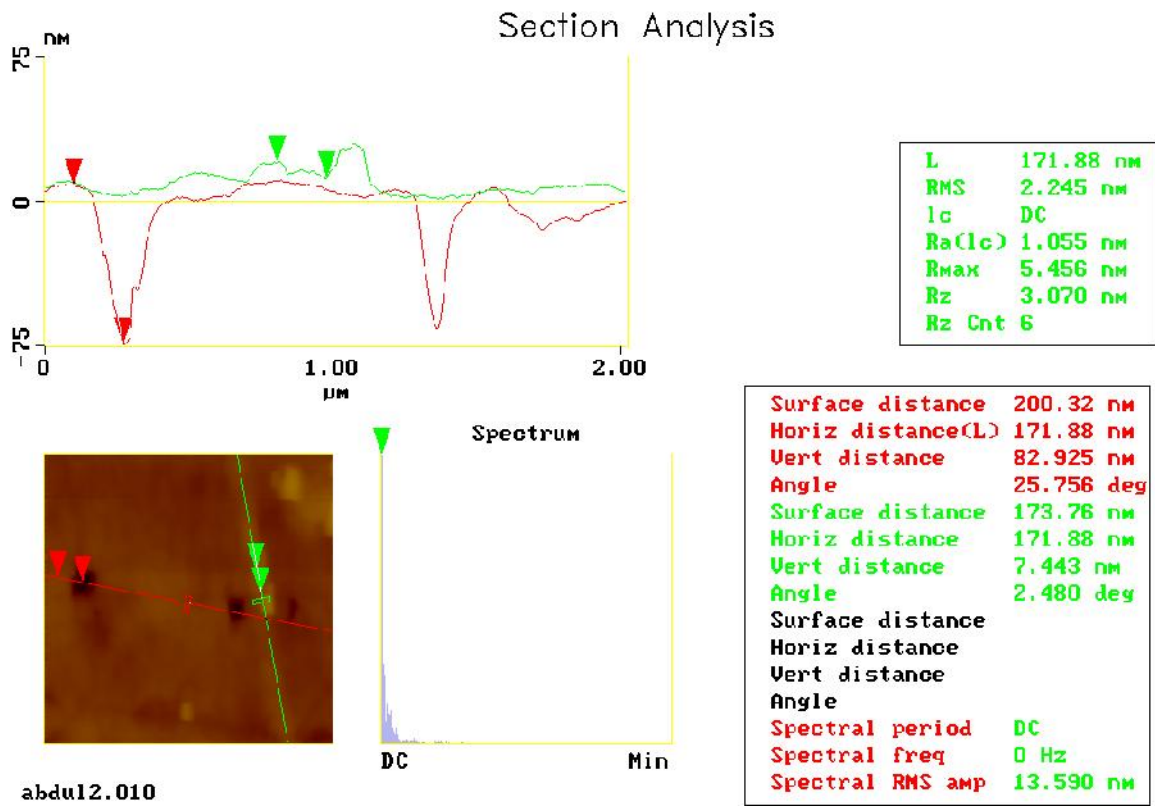 Section Analysis
nm
75
0
-75
0 1.00 2.00
µm
L 171.88 nm
RMS 2.245 nm
lc DC
Ra(lc) 1.055 nm
Rmax 5.456 nm
Rz 3.070 nm
Rz Cnt 6
Surface distance 200.32 nm
Horiz distance(L) 171.88 nm
Vert distance 82.925 nm
Angle 25.756 deg
Surface distance 173.76 nm
Horiz distance 171.88 nm
Vert distance 7.443 nm
Angle 2.480 deg
Surface distance
Horiz distance
Vert distance
Angle
Spectral period DC
Spectral freq 0 Hz
Spectral RMS amp 13.590 nm
Spectrum
DC Min
abdul2.010